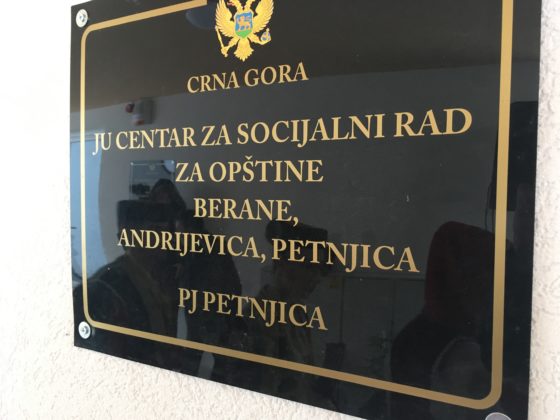 CRNA GORA
JU CENTAR ZA SOCIJALNI RAD
ZA OPŠTINE
BERANE,
ANDRIJEVICA, PETNJICA
PJ PETNJICA